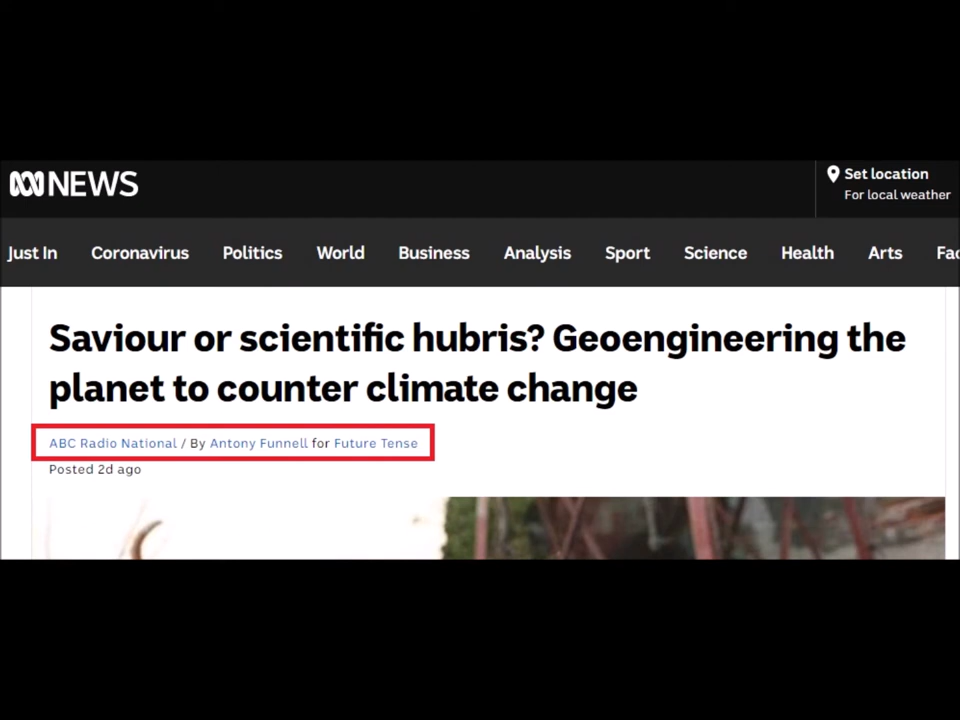 NEWS
Set location
For local weather
Just In Coronavirus Politics World Business Analysis Sport Science Health Arts Fac
Saviour or scientific hubris? Geoengineering the
planet to counter climate change
ABC Radio National / By Antony Funnell for Future Tense
Posted 2d ago